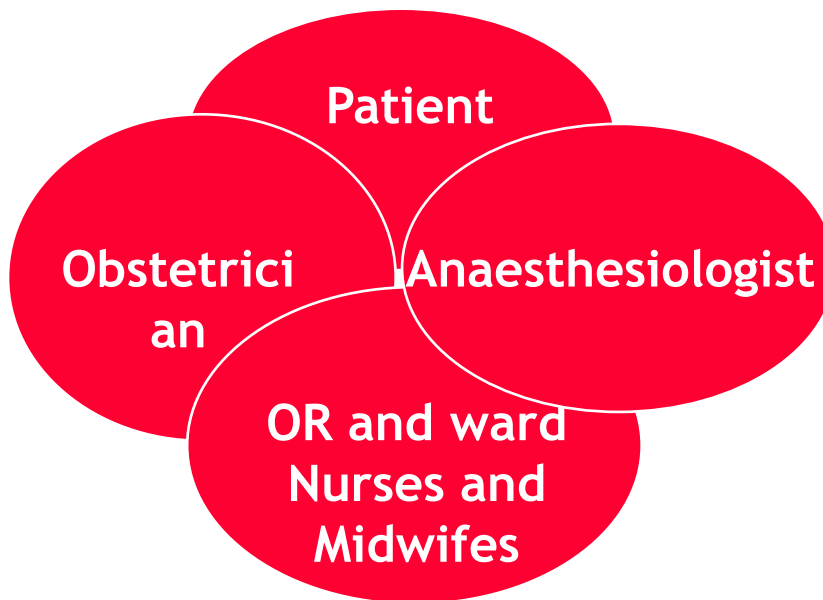 Patient
Obstetrici
an
Anaesthesiologist
OR and ward
Nurses and
Midwifes